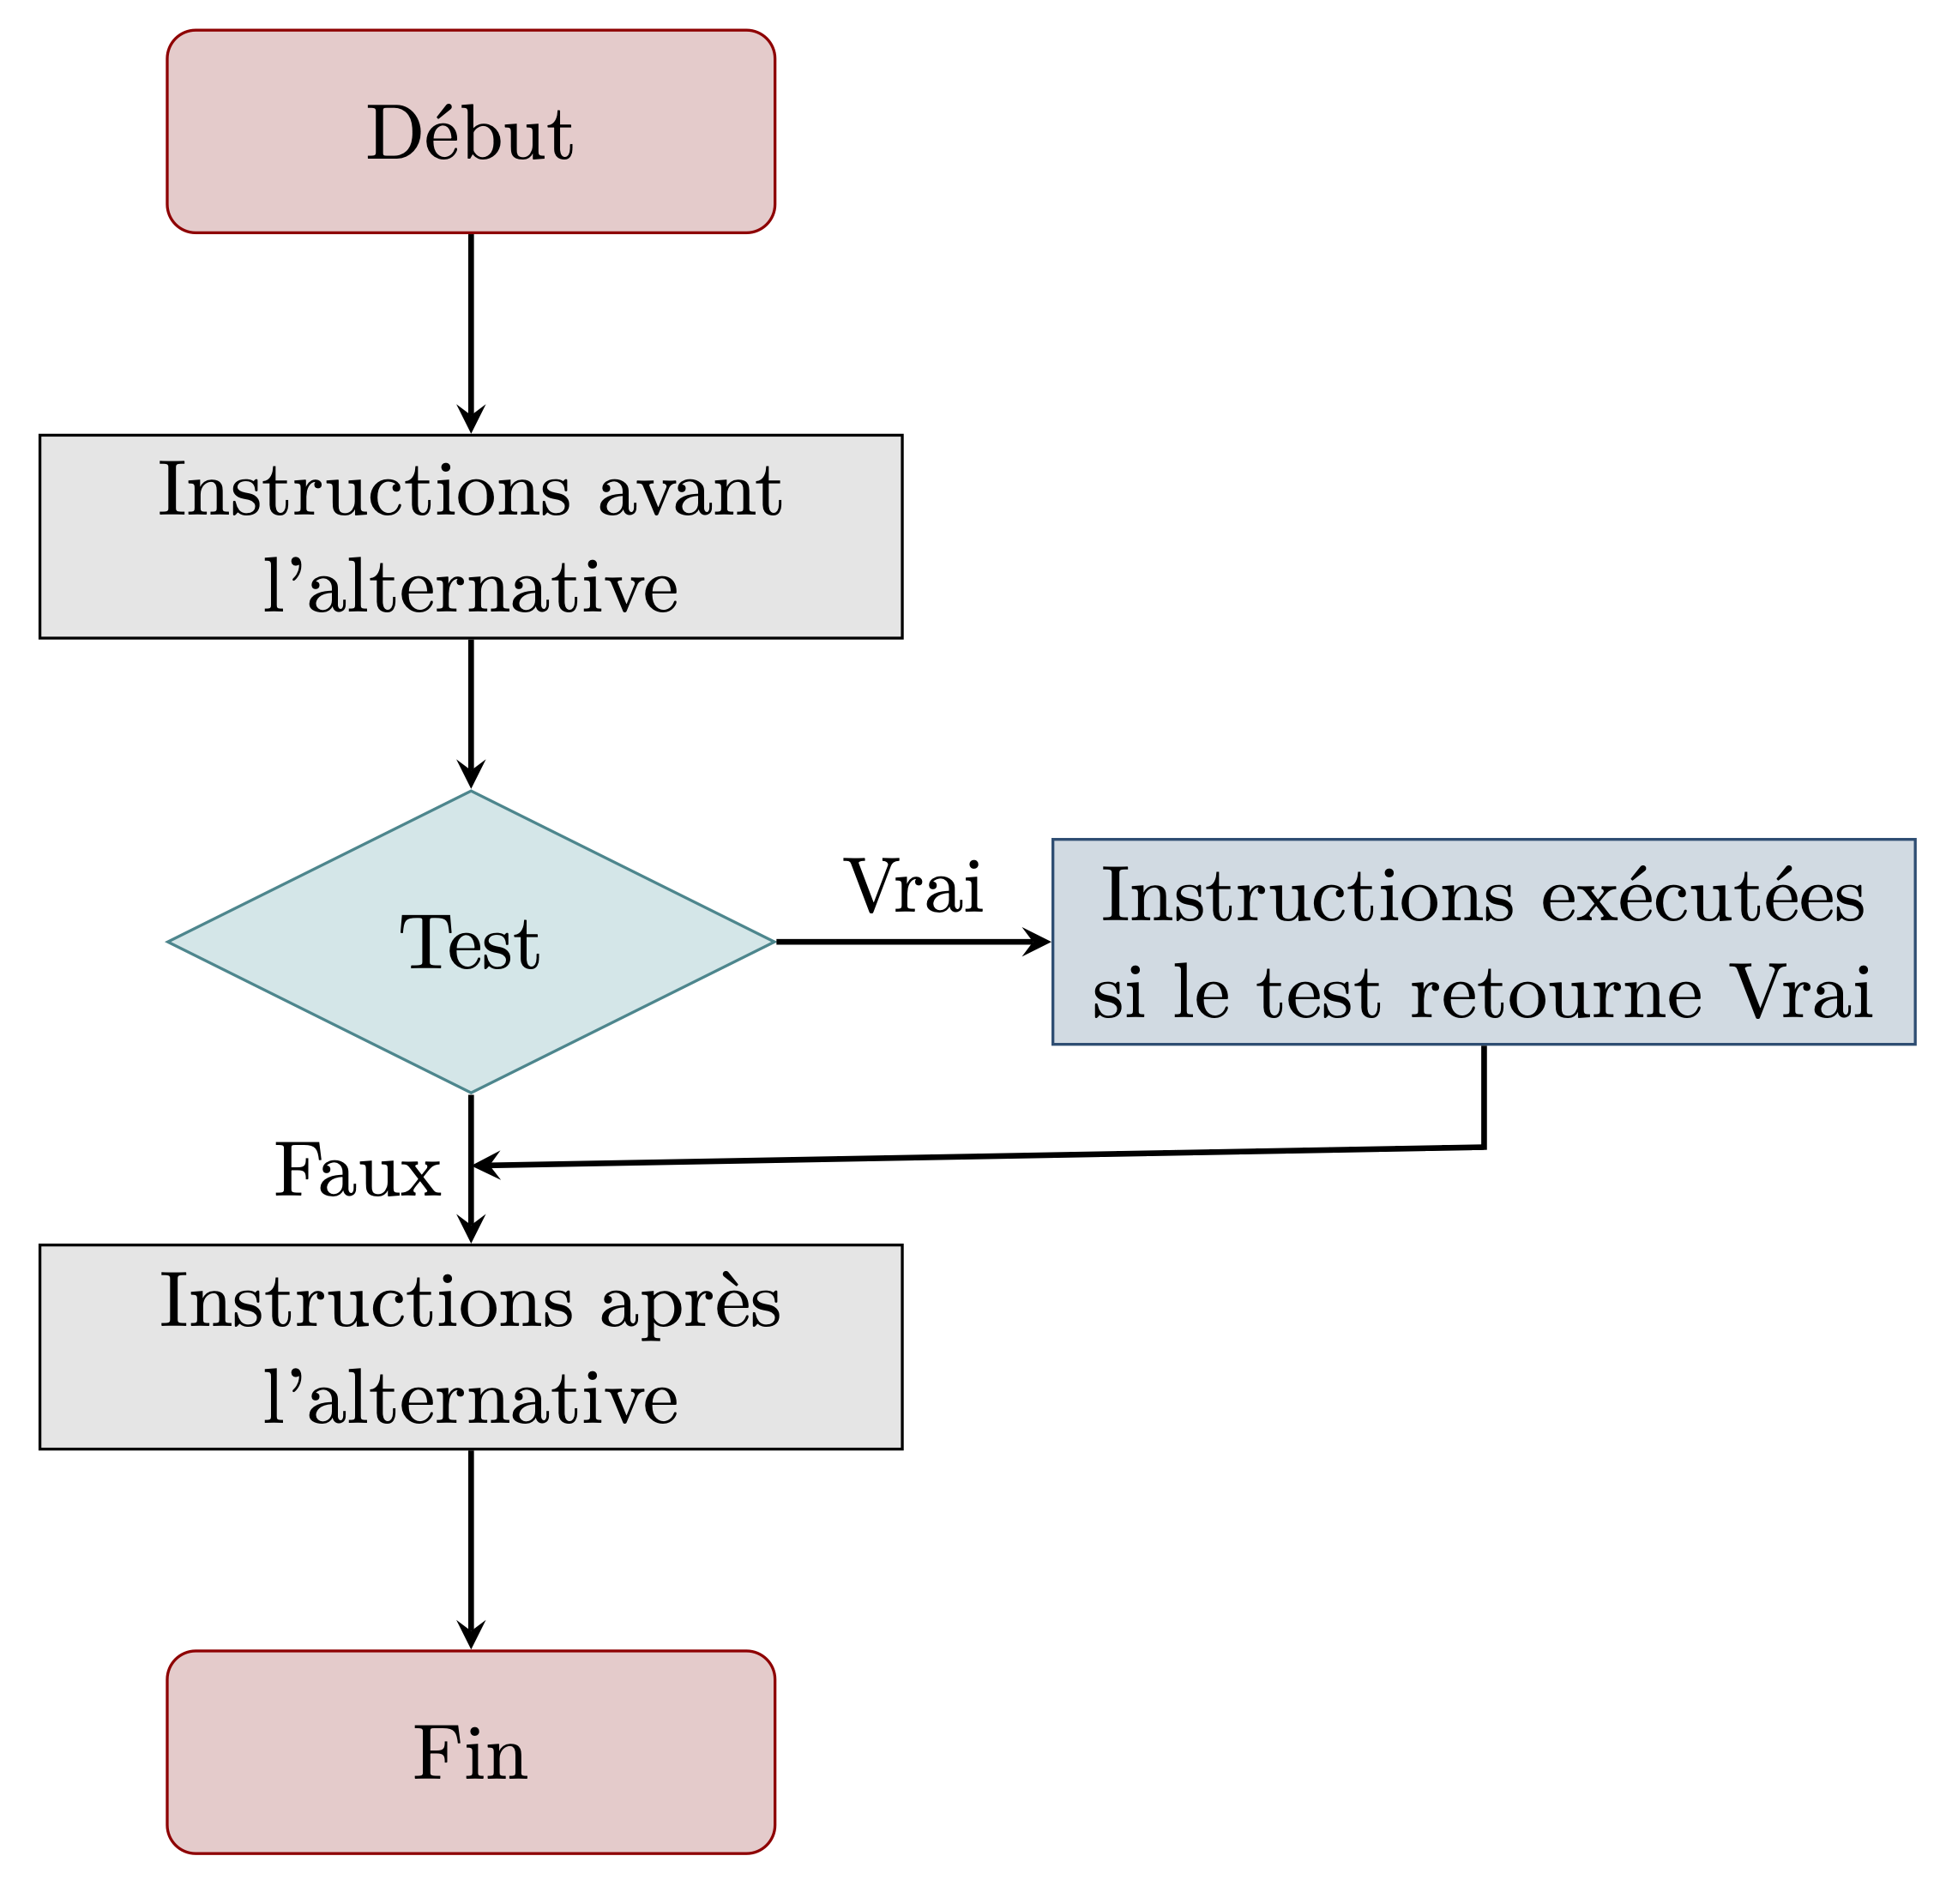 Début
Instructions avant
l'alternative
Test
Vrai
Instructions exécutées
si le test retourne Vrai
Faux
Instructions après
l'alternative
Fin